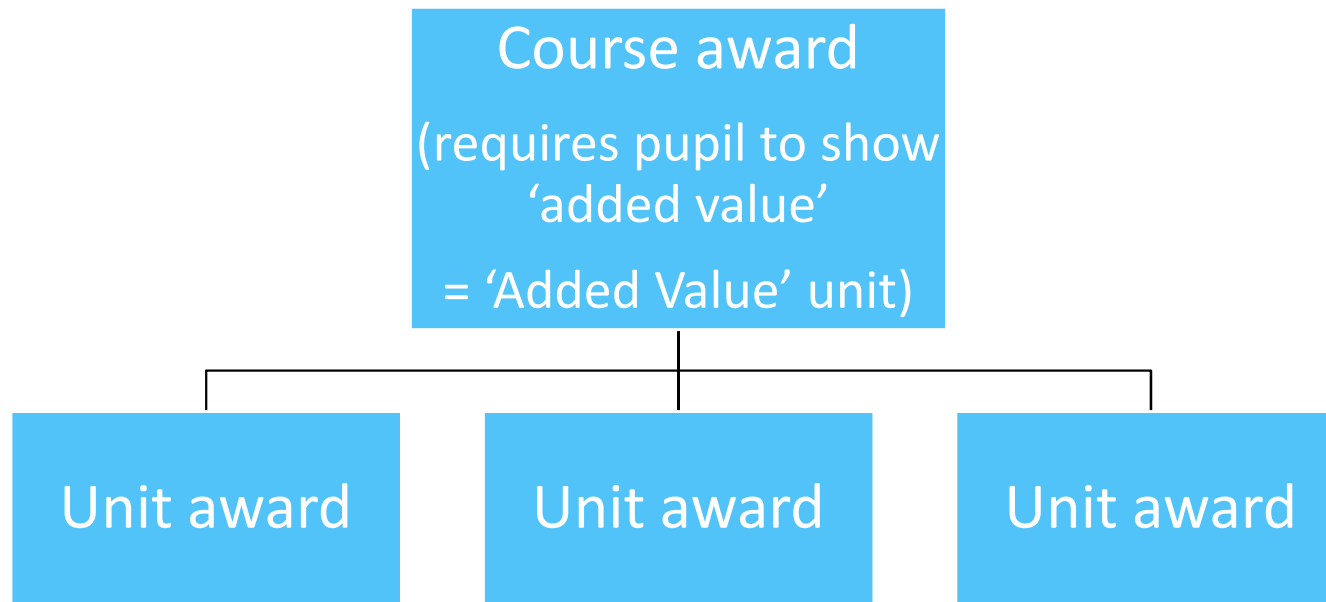 Course award
(requires pupil to show
‘added value’
= ‘Added Value’ unit)
Unit award
Unit award
Unit award